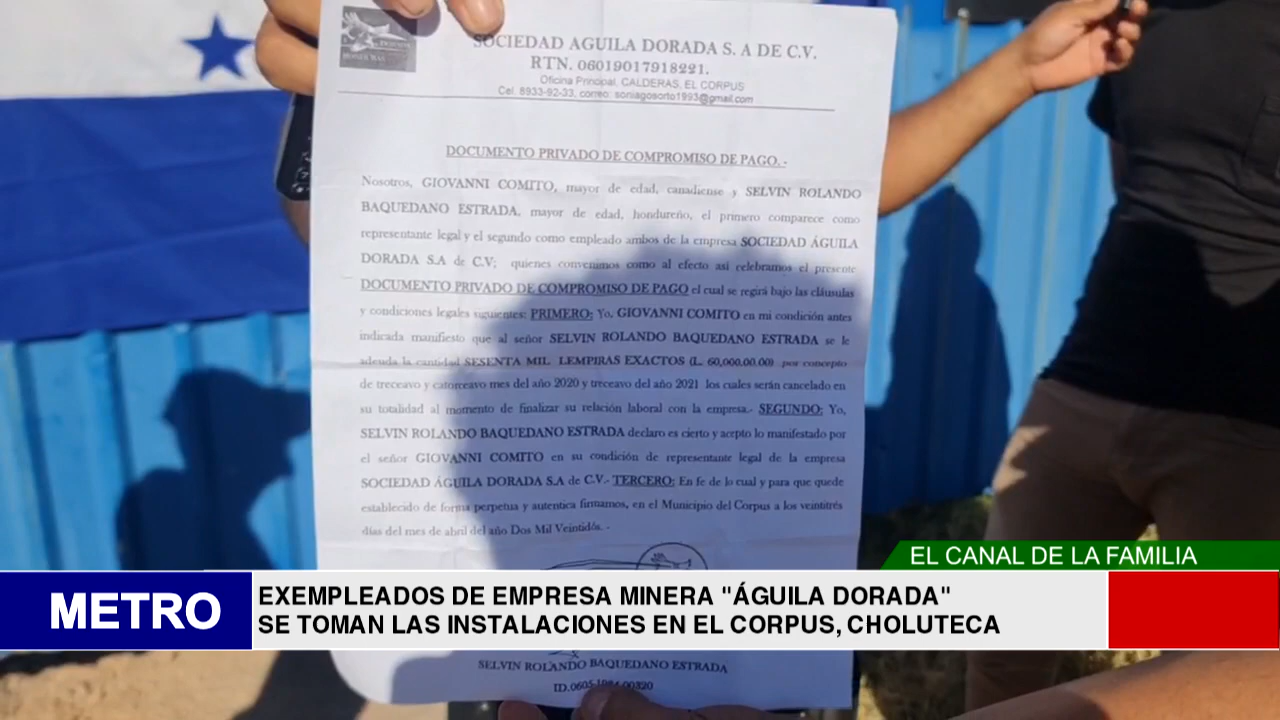 SOCIEDAD AGUILA DORADA S. A DE C.V.
RTN. 06019017918221.
Oficina Principal, CALDERAS, EL CORPUS
Cel. 8933-92-33, correo: soniagosorto1993@gmail.com
DOCUMENTO PRIVADO DE COMPROMISO DE PAGO. -
Nosotros, GIOVANNI COMITO, mayor de edad, canadiense y SELVIN ROLANDO
BAQUEDANO ESTRADA, mayor de edad, hondureño, el primero comparece como
representante legal y el segundo como empleado ambos de la empresa SOCIEDAD ÁGUILA
DORADA S.A de C.V; quienes convenimos como al efecto así celebramos el presente
DOCUMENTO PRIVADO DE COMPROMISO DE PAGO el cual se regirá bajo las cláusulas
y condiciones legales siguientes: PRIMERO: Yo, GIOVANNI COMITO en mi condición antes
indicada manifiesto que al señor SELVIN ROLANDO BAQUEDANO ESTRADA se le
adeuda la cantidad SESENTA MIL LEMPIRAS EXACTOS (L. 60,000.00.00) por concepto
de treceavo y catorceavo mes del año 2020 y treceavo del año 2021 los cuales serán cancelado en
su totalidad al momento de finalizar su relación laboral con la empresa.- SEGUNDO: Yo,
SELVIN ROLANDO BAQUEDANO ESTRADA declaro es cierto y acepto lo manifestado por
el señor GIOVANNI COMITO en su condición de representante legal de la empresa
SOCIEDAD ÁGUILA DORADA S.A de C.V.- TERCERO: En fe de lo cual y para que quede
establecido de forma perpetua y autentica firmamos, en el Municipio del Corpus a los veintitrés
días del mes de abril del año Dos Mil Veintidós. -
EL CANAL DE LA FAMILIA
METRO
EXEMPLEADOS DE EMPRESA MINERA "ÁGUILA DORADA"
SE TOMAN LAS INSTALACIONES EN EL CORPUS, CHOLUTECA
SELVIN ROLANDO BAQUEDANO ESTRADA